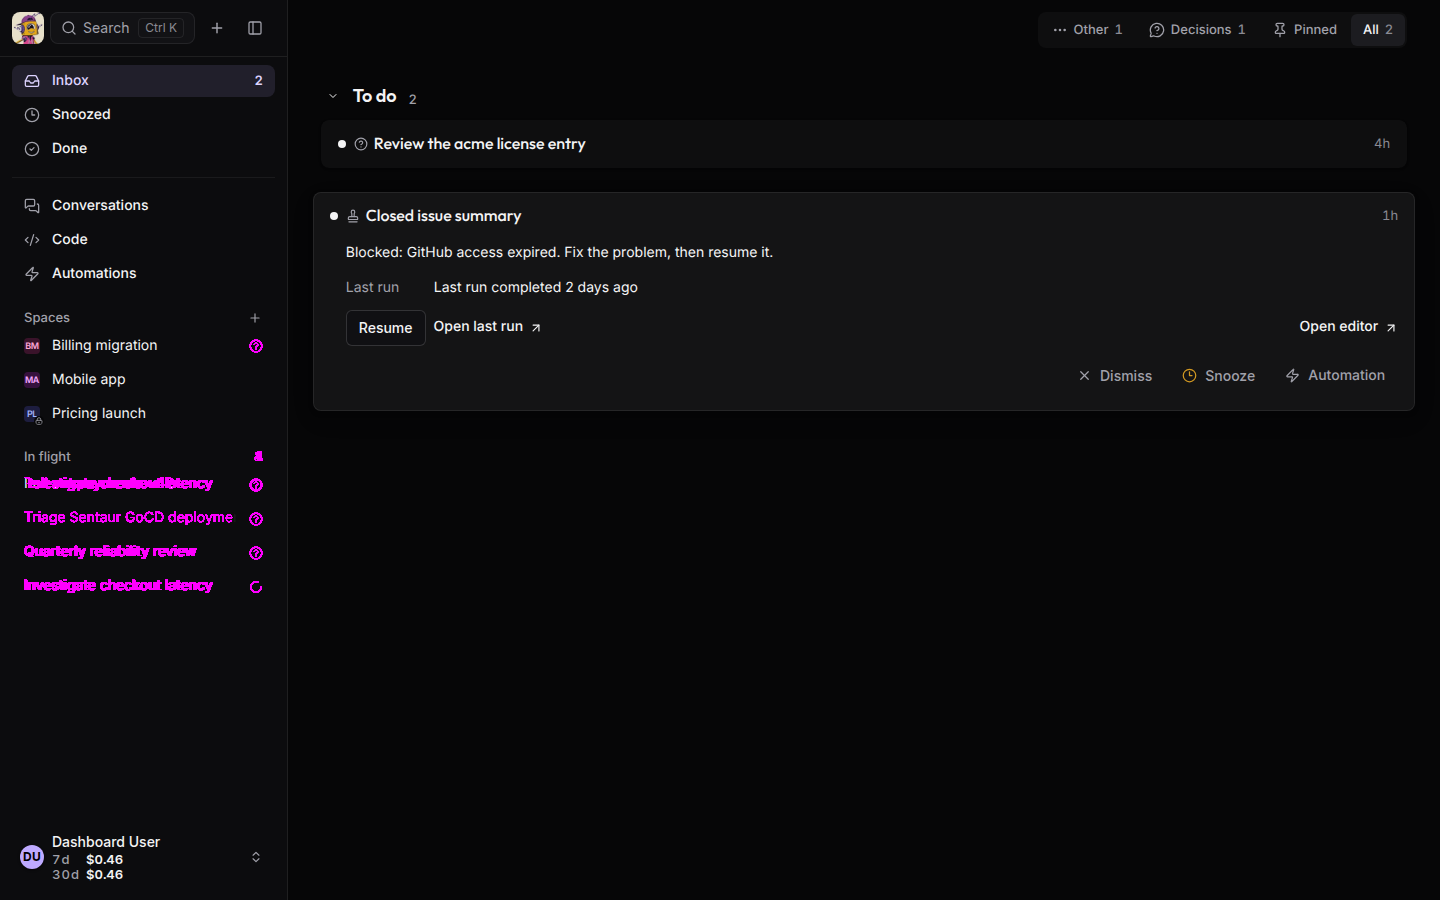 Search
Ctrl K
Other 1
Decisions 1
Pinned
All 2
Inbox
2
Snoozed
Done
Conversations
Code
Automations
Spaces
BM
Billing migration
MA
Mobile app
PL
Pricing launch
In flight
latency
Triage Sentaur GoCD deployme
Quarterly reliability review
Investigate checkout latency
DU
Dashboard User
7d $0.46
30d $0.46
To do 2
Review the acme license entry
4h
Closed issue summary
1h
Blocked: GitHub access expired. Fix the problem, then resume it.
Last run
Last run completed 2 days ago
Resume
Open last run
Open editor
Dismiss
Snooze
Automation